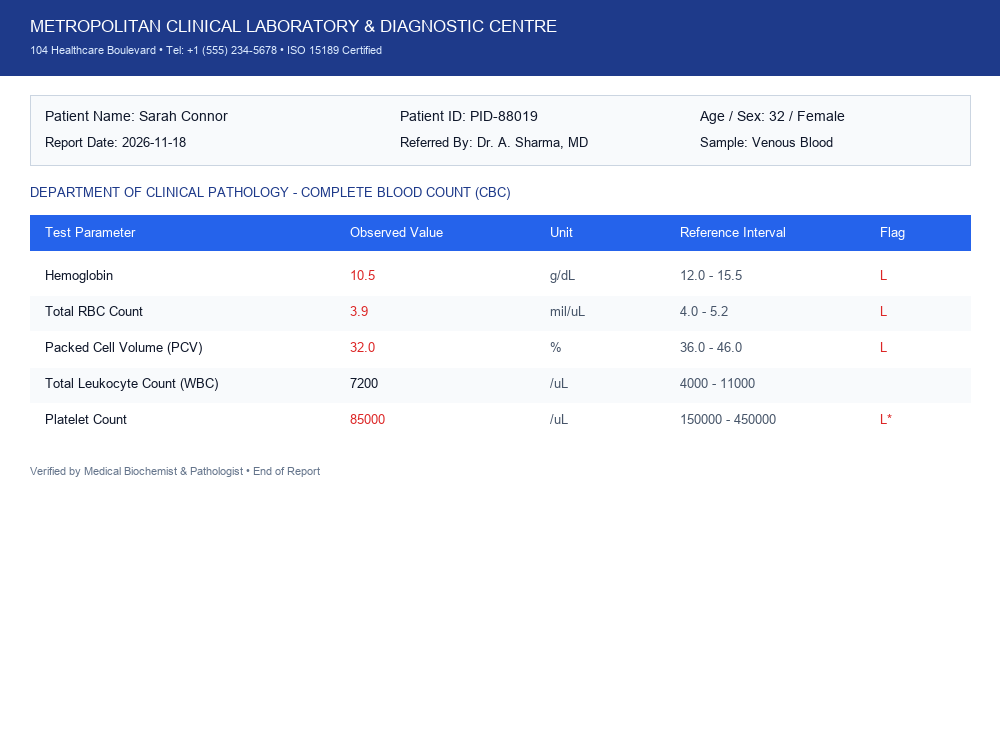 METROPOLITAN CLINICAL LABORATORY & DIAGNOSTIC CENTRE
104 Healthcare Boulevard • Tel: +1 (555) 234-5678 • ISO 15189 Certified
Patient Name: Sarah Connor Patient ID: PID-88019 Age / Sex: 32 / Female
Report Date: 2026-11-18 Referred By: Dr. A. Sharma, MD Sample: Venous Blood
DEPARTMENT OF CLINICAL PATHOLOGY - COMPLETE BLOOD COUNT (CBC)
Test Parameter Observed Value Unit Reference Interval Flag
Hemoglobin 10.5 g/dL 12.0 - 15.5 L
Total RBC Count 3.9 mil/uL 4.0 - 5.2 L
Packed Cell Volume (PCV) 32.0 % 36.0 - 46.0 L
Total Leukocyte Count (WBC) 7200 /uL 4000 - 11000
Platelet Count 85000 /uL 150000 - 450000 L*
Verified by Medical Biochemist & Pathologist • End of Report